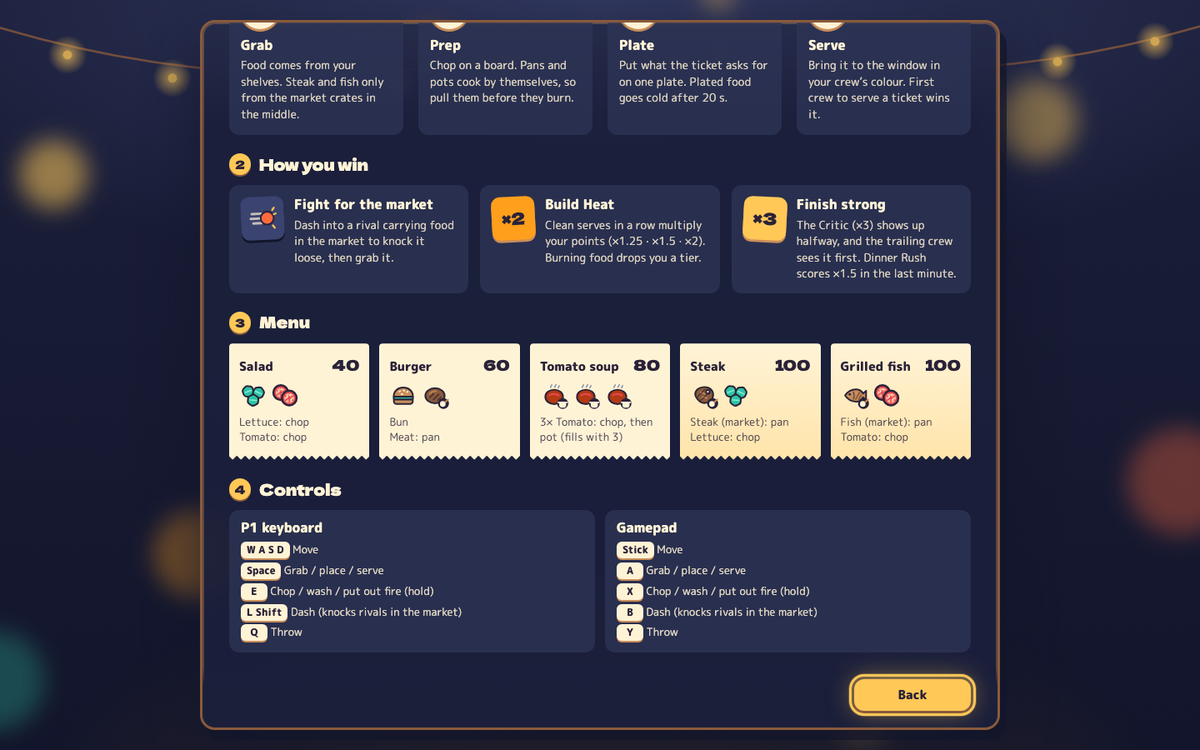 Grab
Food comes from your
shelves. Steak and fish only
from the market crates in
the middle.
Prep
Chop on a board. Pans and
pots cook by themselves, so
pull them before they burn.
Plate
Put what the ticket asks for
on one plate. Plated food
goes cold after 20 s.
Serve
Bring it to the window in
your crew’s colour. First
crew to serve a ticket wins
it.
2 How you win
Fight for the market
Dash into a rival carrying food
in the market to knock it
loose, then grab it.
×2
Build Heat
Clean serves in a row multiply
your points (×1.25 · ×1.5 · ×2).
Burning food drops you a tier.
×3
Finish strong
The Critic (×3) shows up
halfway, and the trailing crew
sees it first. Dinner Rush
scores ×1.5 in the last minute.
3 Menu
Salad 40
Lettuce: chop
Tomato: chop
Burger 60
Bun
Meat: pan
Tomato soup 80
3× Tomato: chop, then
pot (fills with 3)
Steak 100
Steak (market): pan
Lettuce: chop
Grilled fish 100
Fish (market): pan
Tomato: chop
4 Controls
P1 keyboard
W A S D Move
Space Grab / place / serve
E Chop / wash / put out fire (hold)
L Shift Dash (knocks rivals in the market)
Q Throw
Gamepad
Stick Move
A Grab / place / serve
X Chop / wash / put out fire (hold)
B Dash (knocks rivals in the market)
Y Throw
Back